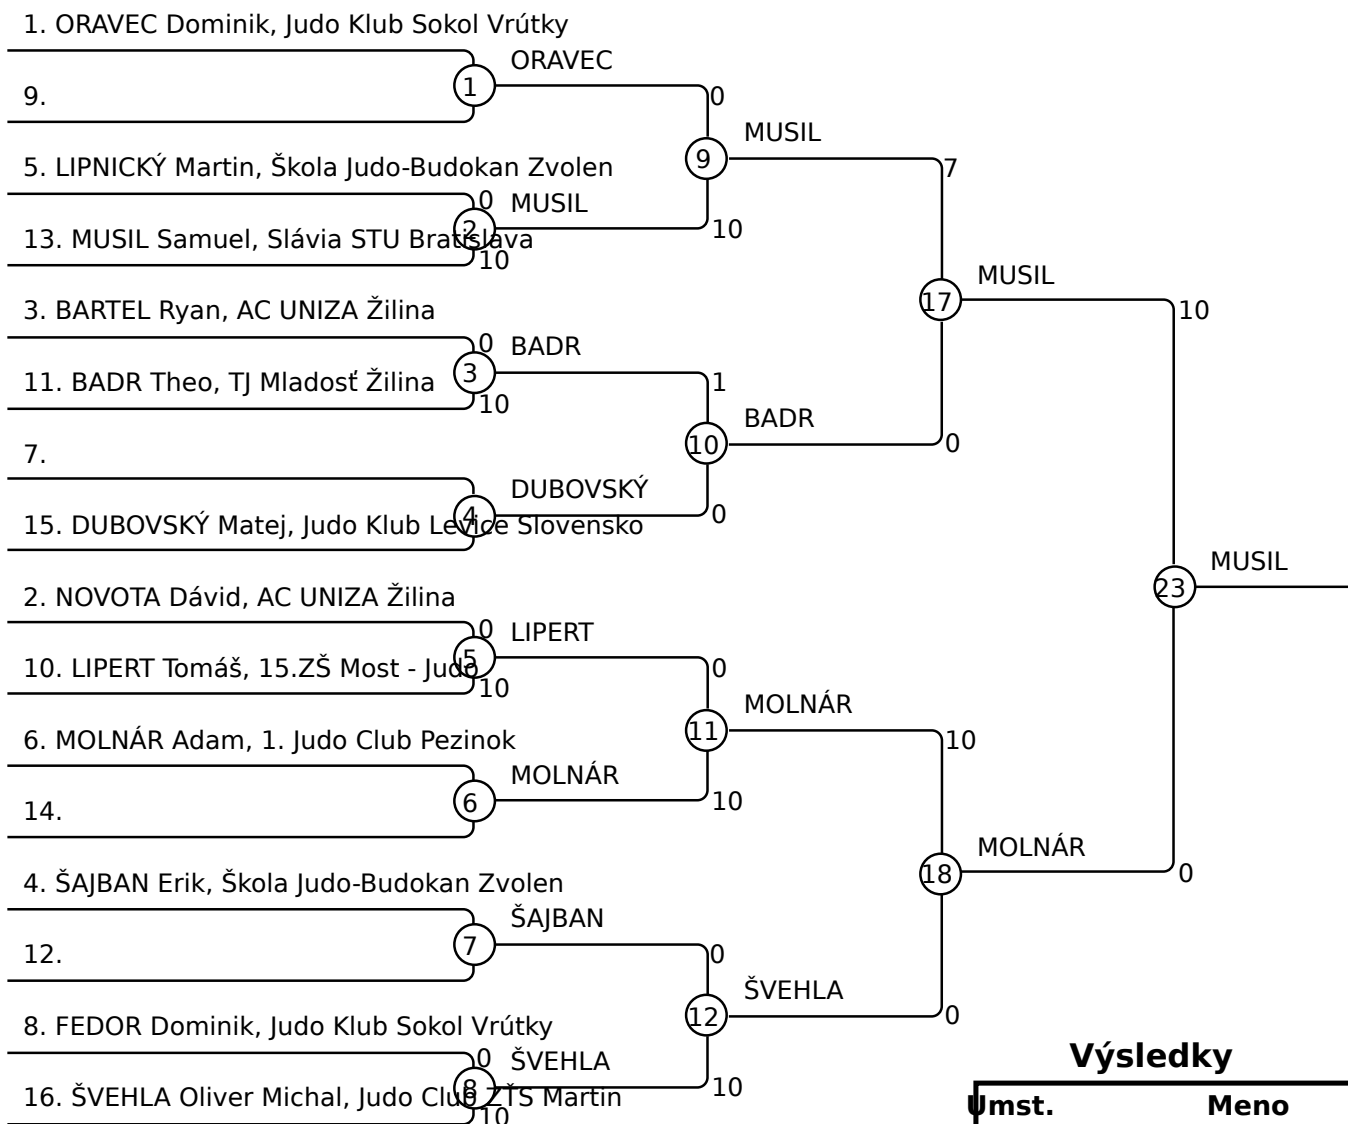 1. ORAVEC Dominik, Judo Klub Sokol Vrútky
ORAVEC
1
9.
0
MUSIL
9
5. LIPNICKÝ Martin, Škola Judo-Budokan Zvolen
7
0
MUSIL
2
10
13. MUSIL Samuel, Slávia STU Bratislava
10
MUSIL
17
3. BARTEL Ryan, AC UNIZA Žilina
10
0
BADR
3
11. BADR Theo, TJ Mladosť Žilina
1
10
BADR
10
0
7.
DUBOVSKÝ
4
0
15. DUBOVSKÝ Matej, Judo Klub Levice Slovensko
MUSIL
23
2. NOVOTA Dávid, AC UNIZA Žilina
0
LIPERT
5
10. LIPERT Tomáš, 15.ZŠ Most - Judo
0
10
MOLNÁR
11
6. MOLNÁR Adam, 1. Judo Club Pezinok
10
MOLNÁR
6
10
14.
MOLNÁR
18
0
4. ŠAJBAN Erik, Škola Judo-Budokan Zvolen
ŠAJBAN
7
12.
0
ŠVEHLA
12
0
8. FEDOR Dominik, Judo Klub Sokol Vrútky
0
ŠVEHLA
8
10
16. ŠVEHLA Oliver Michal, Judo Club ZŤS Martin
10
Výsledky
Umst. Meno